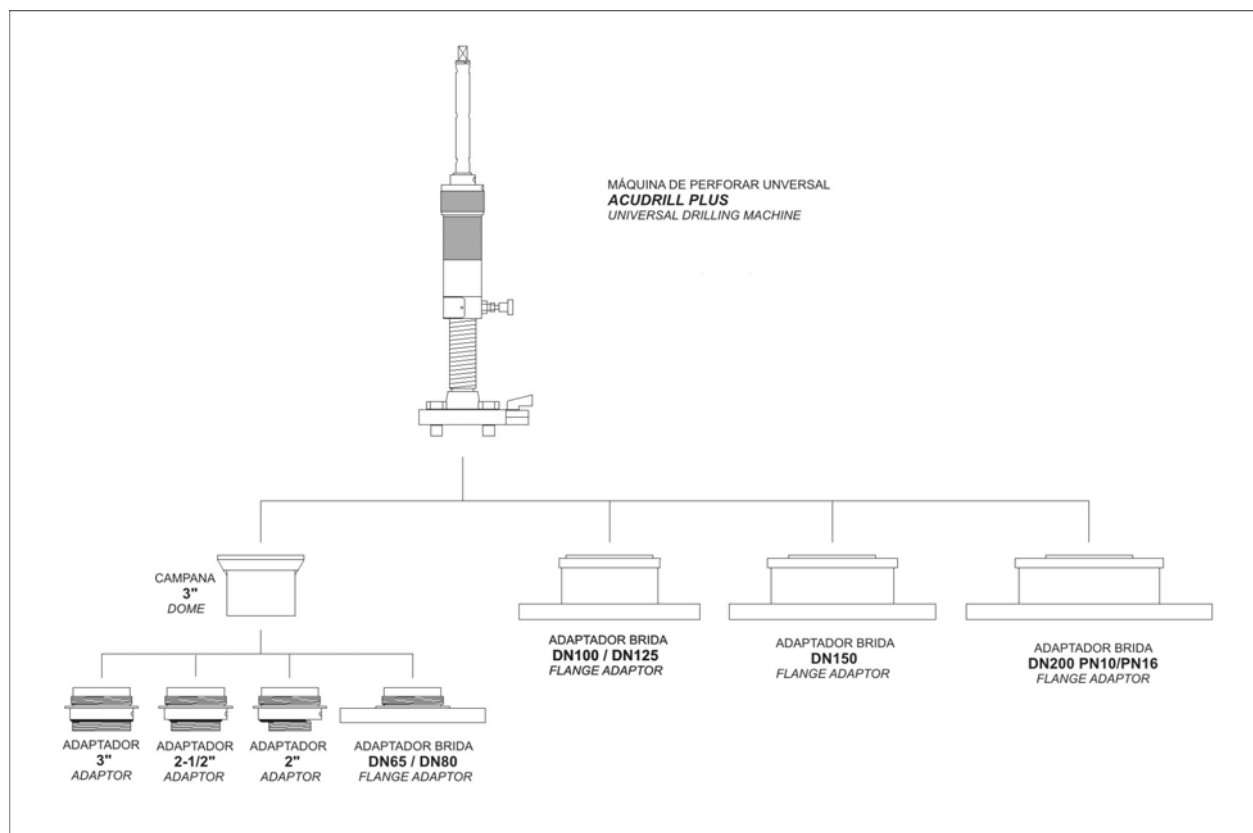 MÁQUINA DE PERFORAR UNVERSAL
ACUDRILL PLUS
UNIVERSAL DRILLING MACHINE
CAMPANA
3"
DOME
ADAPTADOR BRIDA
DN100 / DN125
FLANGE ADAPTOR
ADAPTADOR BRIDA
DN150
FLANGE ADAPTOR
ADAPTADOR BRIDA
DN200 PN10/PN16
FLANGE ADAPTOR
ADAPTADOR
3"
ADAPTOR
ADAPTADOR
2-1/2"
ADAPTOR
ADAPTADOR
2"
ADAPTOR
ADAPTADOR BRIDA
DN65 / DN80
FLANGE ADAPTOR